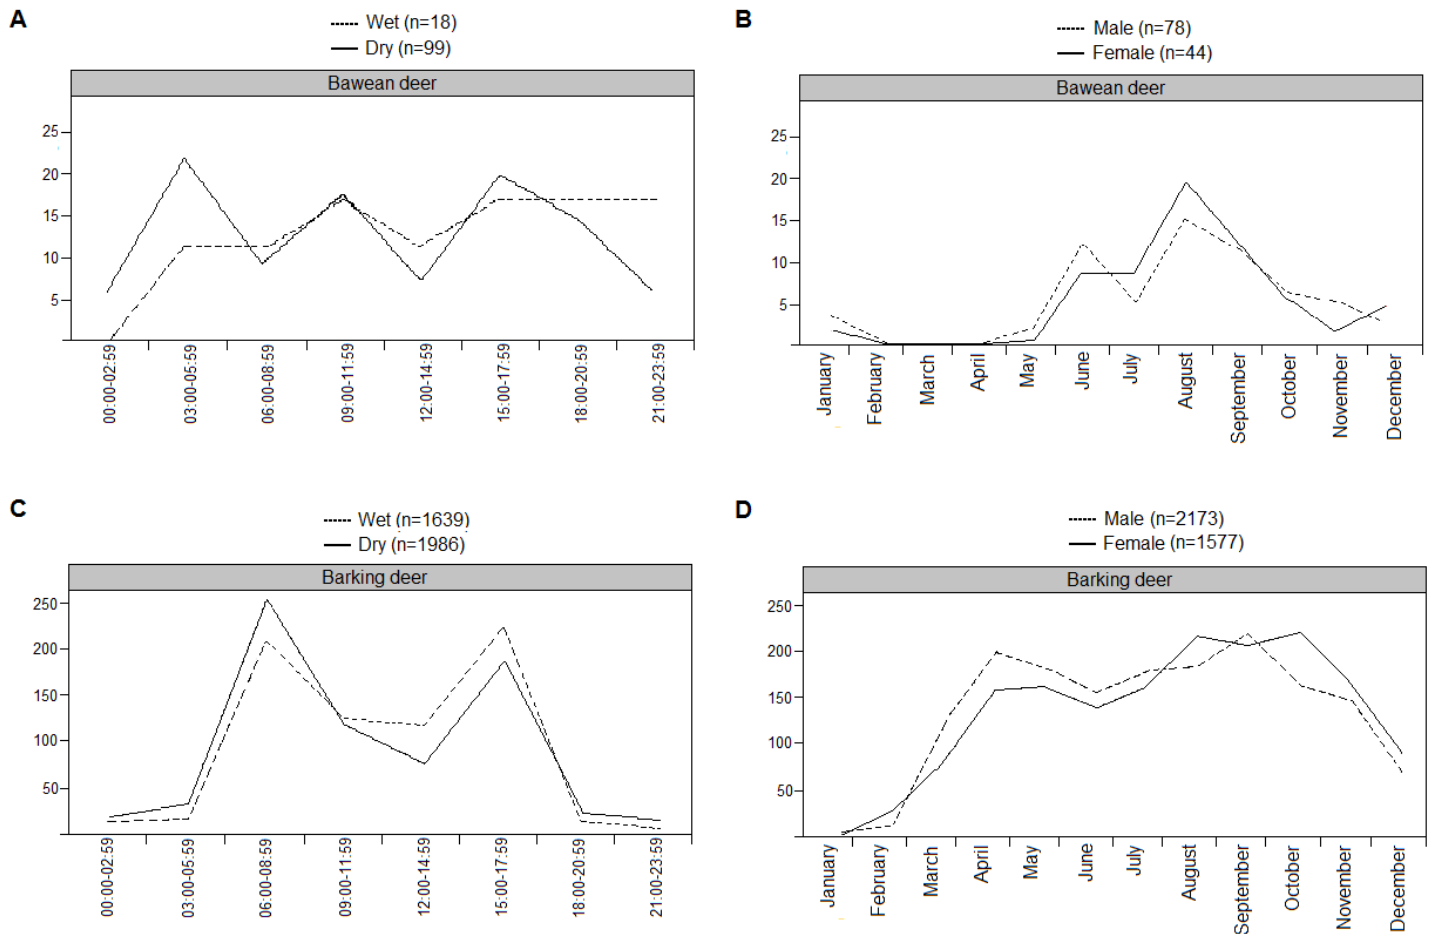 A
Wet (n=18)
Dry (n=99)
Bawean deer
25
20
15
10
5
00:00-02:59
03:00-05:59
06:00-08:59
09:00-11:59
12:00-14:59
15:00-17:59
18:00-20:59
21:00-23:59
B
Male (n=78)
Female (n=44)
Bawean deer
25
20
15
10
5
January
February
March
April
May
June
July
August
September
October
November
December
C
Wet (n=1639)
Dry (n=1986)
Barking deer
250
200
150
100
50
00:00-02:59
03:00-05:59
06:00-08:59
09:00-11:59
12:00-14:59
15:00-17:59
18:00-20:59
21:00-23:59
D
Male (n=2173)
Female (n=1577)
Barking deer
250
200
150
100
50
January
February
March
April
May
June
July
August
September
October
November
December